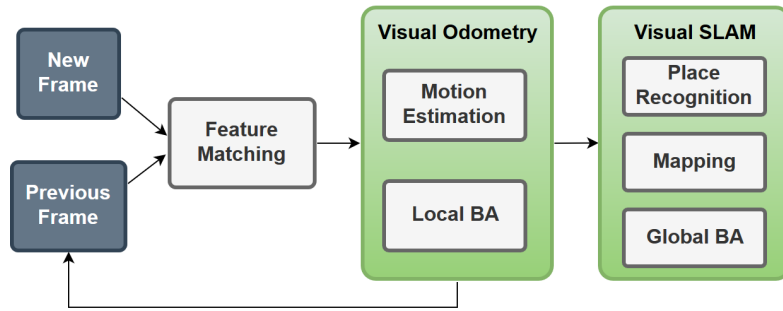 New
Frame
Previous
Frame
Feature
Matching
Visual Odometry
Motion
Estimation
Local BA
Visual SLAM
Place
Recognition
Mapping
Global BA